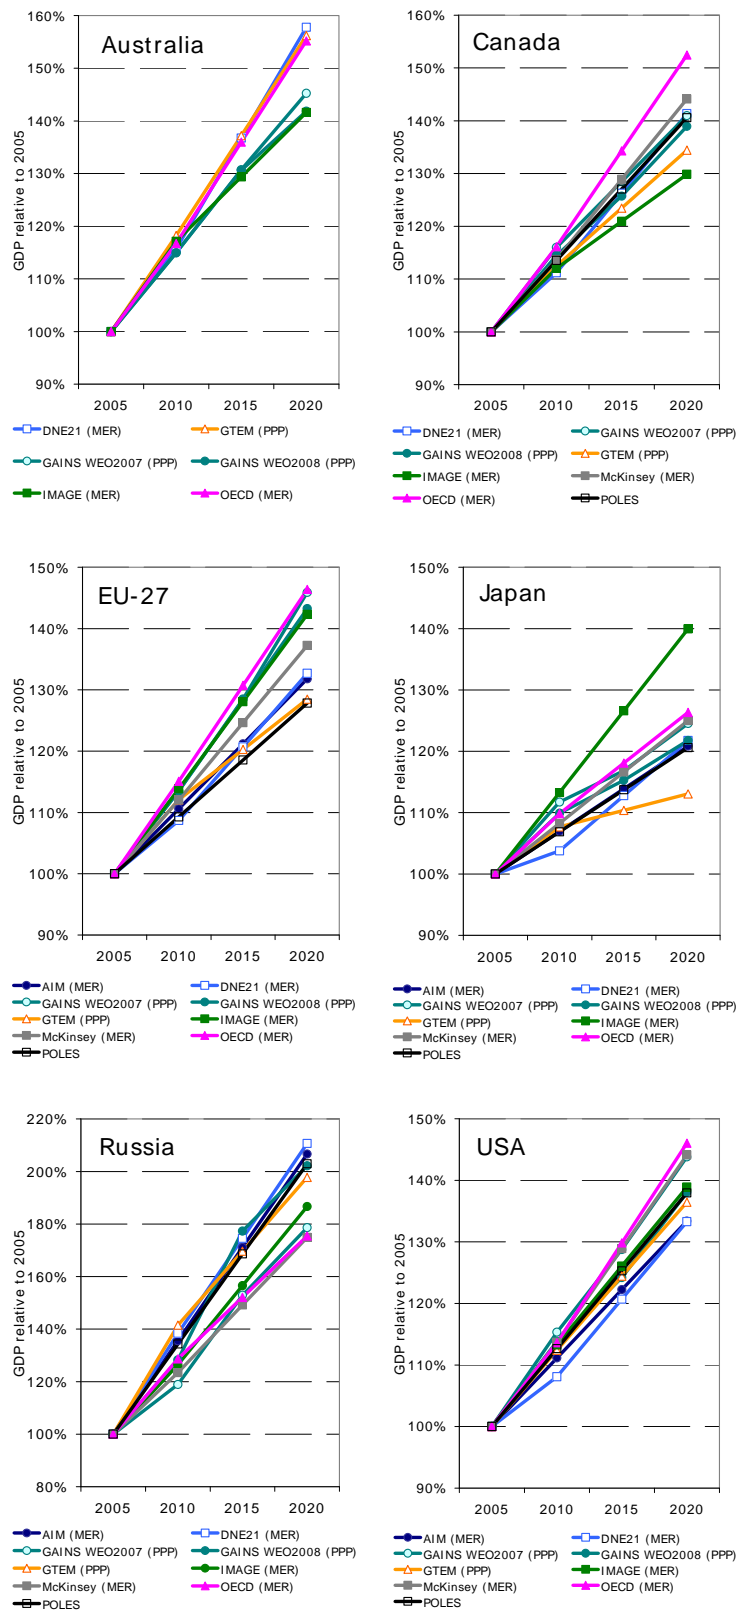 Australia
GDP relative to 2005
160%
150%
140%
130%
120%
110%
100%
90%
2005 2010 2015 2020
DNE21 (MER) GTEM (PPP)
GAINS WEO2007 (PPP) GAINS WEO2008 (PPP)
IMAGE (MER) OECD (MER)
Canada
GDP relative to 2005
160%
150%
140%
130%
120%
110%
100%
90%
2005 2010 2015 2020
DNE21 (MER) GAINS WEO2007 (PPP)
GAINS WEO2008 (PPP) GTEM (PPP)
IMAGE (MER) McKinsey (MER)
OECD (MER) POLES
EU-27
GDP relative to 2005
150%
140%
130%
120%
110%
100%
90%
2005 2010 2015 2020
AIM (MER) DNE21 (MER)
GAINS WEO2007 (PPP) GAINS WEO2008 (PPP)
GTEM (PPP) IMAGE (MER)
McKinsey (MER) OECD (MER)
POLES
Japan
GDP relative to 2005
150%
140%
130%
120%
110%
100%
90%
2005 2010 2015 2020
AIM (MER) DNE21 (MER)
GAINS WEO2007 (PPP) GAINS WEO2008 (PPP)
GTEM (PPP) IMAGE (MER)
McKinsey (MER) OECD (MER)
POLES
Russia
GDP relative to 2005
220%
200%
180%
160%
140%
120%
100%
80%
2005 2010 2015 2020
AIM (MER) DNE21 (MER)
GAINS WEO2007 (PPP) GAINS WEO2008 (PPP)
GTEM (PPP) IMAGE (MER)
McKinsey (MER) OECD (MER)
POLES
USA
GDP relative to 2005
150%
140%
130%
120%
110%
100%
90%
2005 2010 2015 2020
AIM (MER) DNE21 (MER)
GAINS WEO2007 (PPP) GAINS WEO2008 (PPP)
GTEM (PPP) IMAGE (MER)
McKinsey (MER) OECD (MER)
POLES